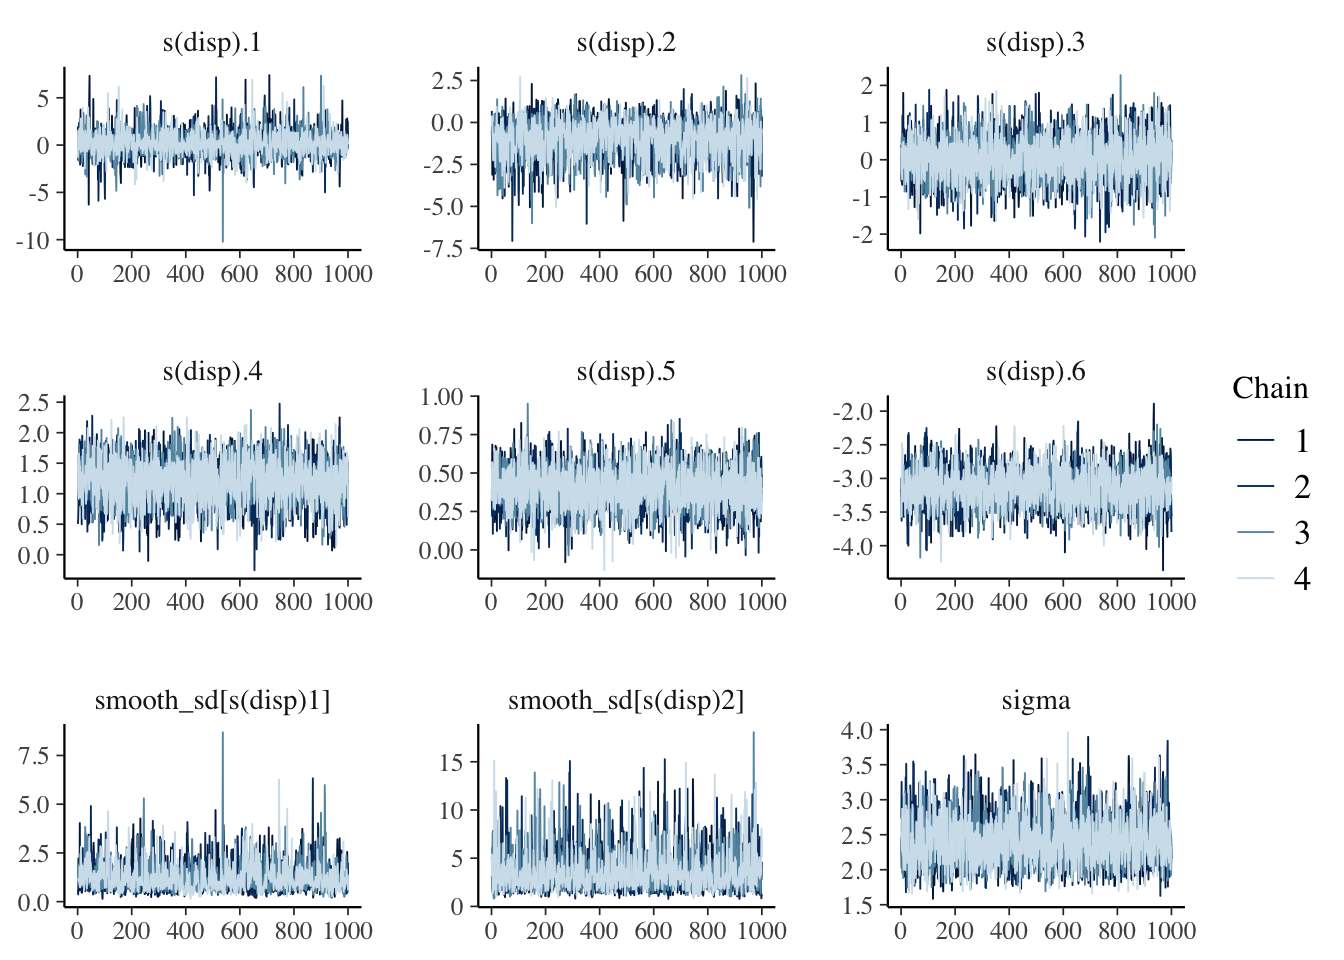 s(disp).1 s(disp).2 s(disp).3
5 2.5 2
0 0.0 1
-5 -2.5 0
-10 -5.0 -1
-7.5 -2
0 200 400 600 800 1000 0 200 400 600 800 1000 0 200 400 600 800 1000
s(disp).4 s(disp).5 s(disp).6
2.5 1.00 -2.0
2.0 0.75 -2.5
1.5 0.50 -3.0
1.0 0.25 -3.5
0.5 0.00 -4.0
0.0
0 200 400 600 800 1000 0 200 400 600 800 1000 0 200 400 600 800 1000
Chain
1
2
3
4
smooth_sd[s(disp)1] smooth_sd[s(disp)2] sigma
7.5 15 4.0
5.0 10 3.5
2.5 5 3.0
0.0 0 2.5
2.0
1.5
0 200 400 600 800 1000 0 200 400 600 800 1000 0 200 400 600 800 1000